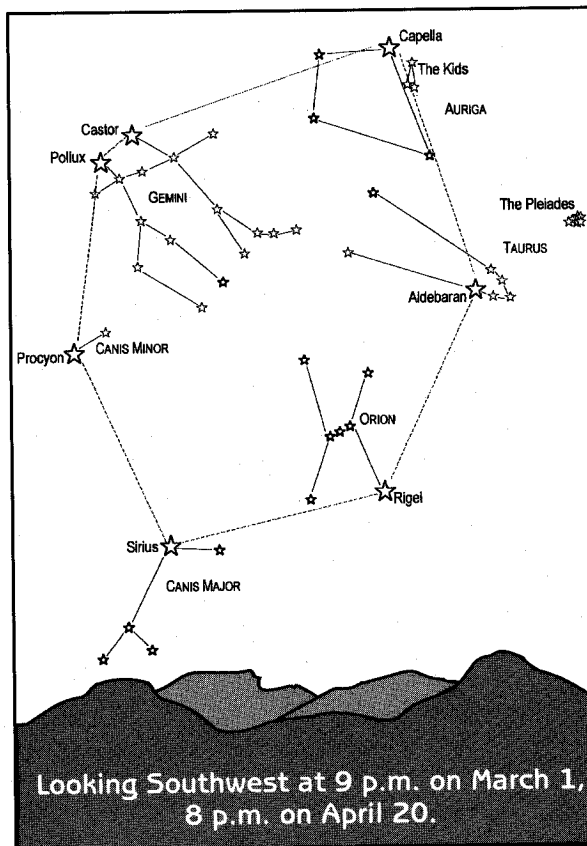 Capella
The Kids
AURIGA
Castor
Pollux
GEMINI
The Pleiades
TAURUS
Aldebaran
Procyon
CANIS MINOR
ORION
Rigel
Sirius
CANIS MAJOR
Looking Southwest at 9 p.m. on March 1,
8 p.m. on April 20.